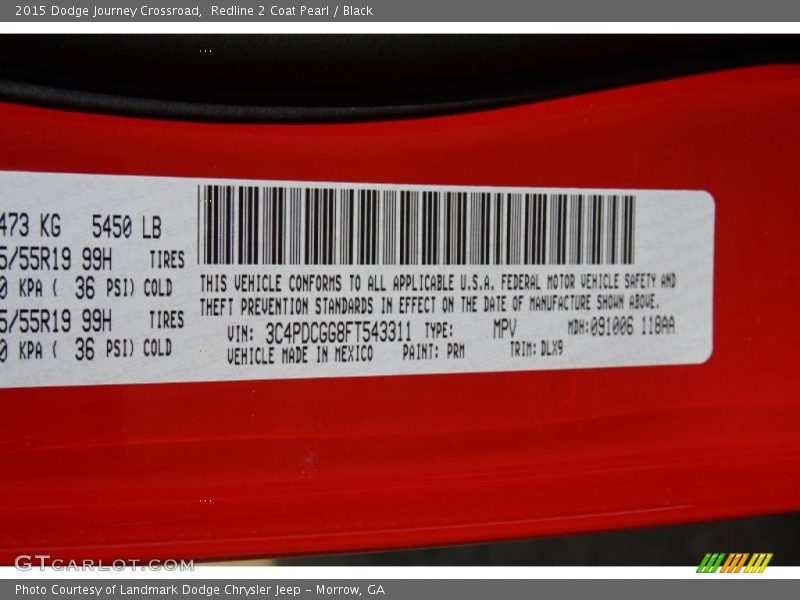 2015 Dodge Journey Crossroad, Redline 2 Coat Pearl / Black
473 KG 5450 LB
5/55R19 99H TIRES
0 KPA ( 36 PSI) COLD
5/55R19 99H TIRES
0 KPA ( 36 PSI) COLD
THIS VEHICLE CONFORMS TO ALL APPLICABLE U.S.A. FEDERAL MOTOR VEHICLE SAFETY AND
THEFT PREVENTION STANDARDS IN EFFECT ON THE DATE OF MANUFACTURE SHOWN ABOVE.
VIN: 3C4PDCGG8FT543311 TYPE: MPV MDH:091006 118AA
VEHICLE MADE IN MEXICO PAINT: PRM TRIM: DLX9
GTCARLOT.COM
Photo Courtesy of Landmark Dodge Chrysler Jeep – Morrow, GA